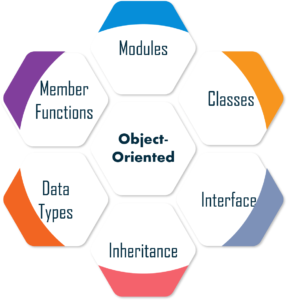 Modules
Member
Functions
Classes
Object-
Oriented
Data
Types
Interface
Inheritance